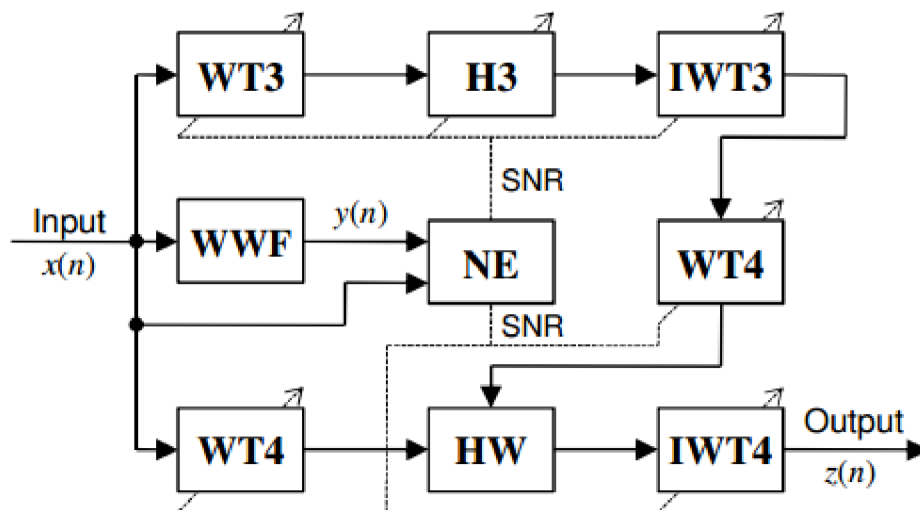 WT3
H3
IWT3
SNR
Input
x(n)
WWF
y(n)
NE
WT4
SNR
WT4
HW
IWT4
Output
z(n)